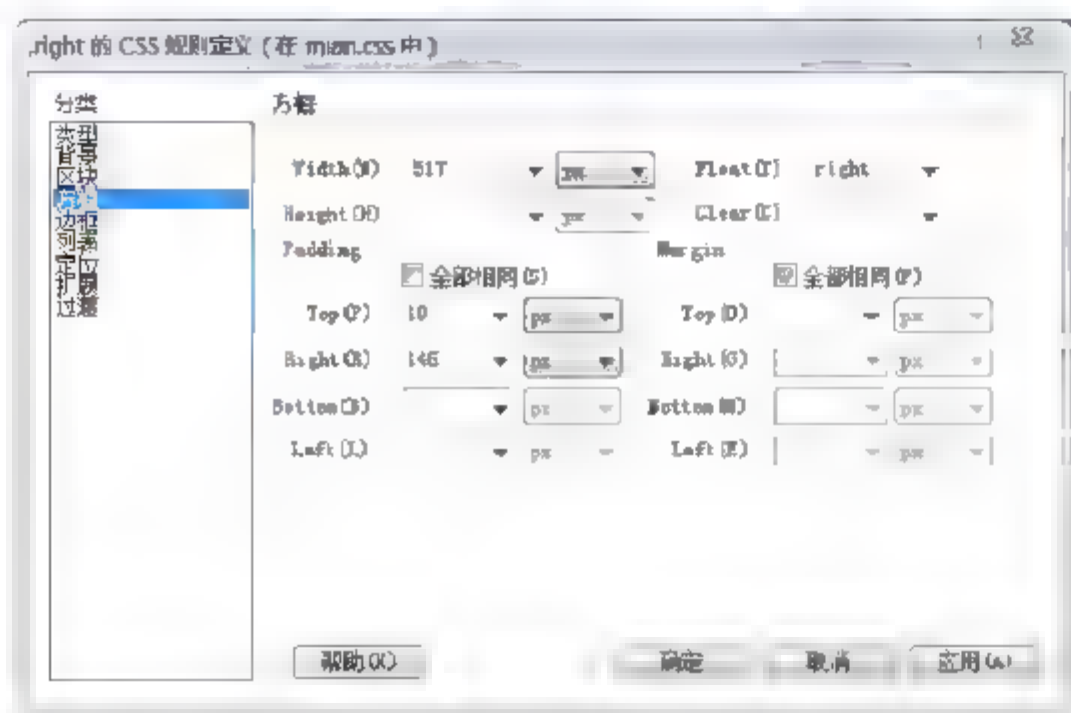 .right 的 CSS 规则定义 ( 在 mian.css 中 )
分类
类型
背景
区块
方框
边框
列表
定位
扩展
过渡
方框
Width(W) 517 px Float(T) right
Height(H) px Clear(C)
Padding Margin
全部相同(S) 全部相同(F)
Top(P) 10 px Top(O) px
Right(R) px Right(G) px
Bottom(B) px Bottom(M) px
Left(L) px Left(E) px
帮助(X) 确定 取消 应用(A)